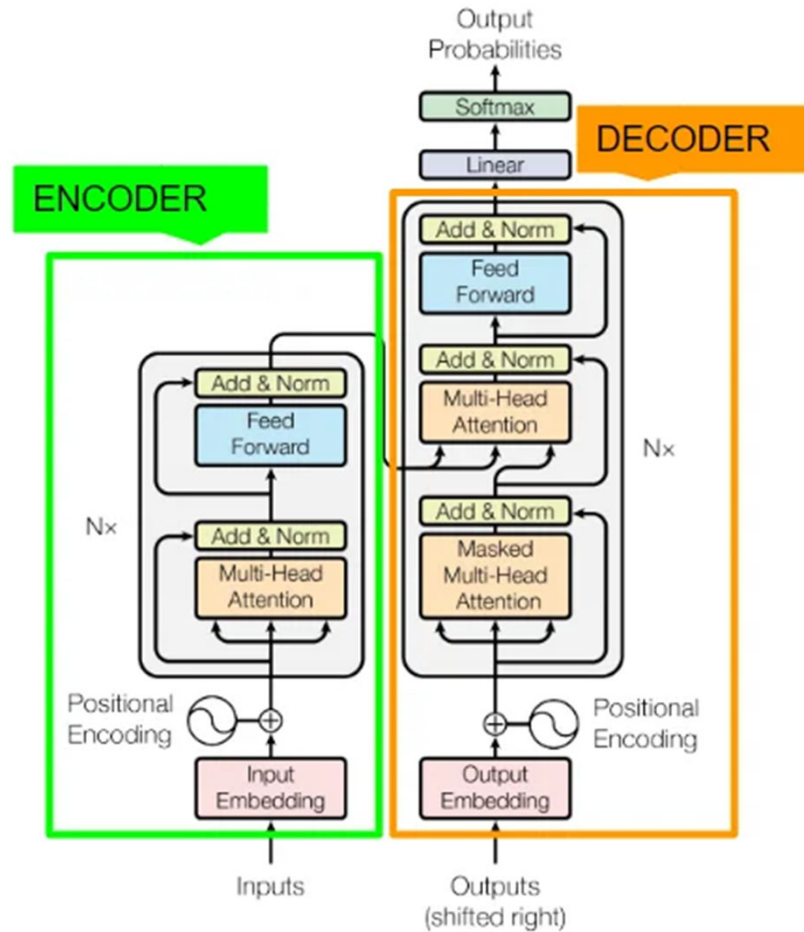 Output
Probabilities
Softmax
Linear
DECODER
ENCODER
Add & Norm
Feed
Forward
Add & Norm
Multi-Head
Attention
Nx
Add & Norm
Masked
Multi-Head
Attention
Add & Norm
Feed
Forward
Nx
Add & Norm
Multi-Head
Attention
Positional
Encoding
Positional
Encoding
Input
Embedding
Output
Embedding
Inputs
Outputs
(shifted right)